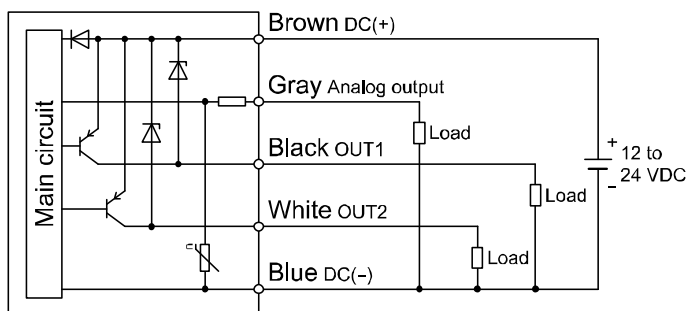 Brown DC(+)
Gray Analog output
Load
Black OUT1
+
12 to
24 VDC
-
Load
White OUT2
Load
Blue DC(−)
Main circuit